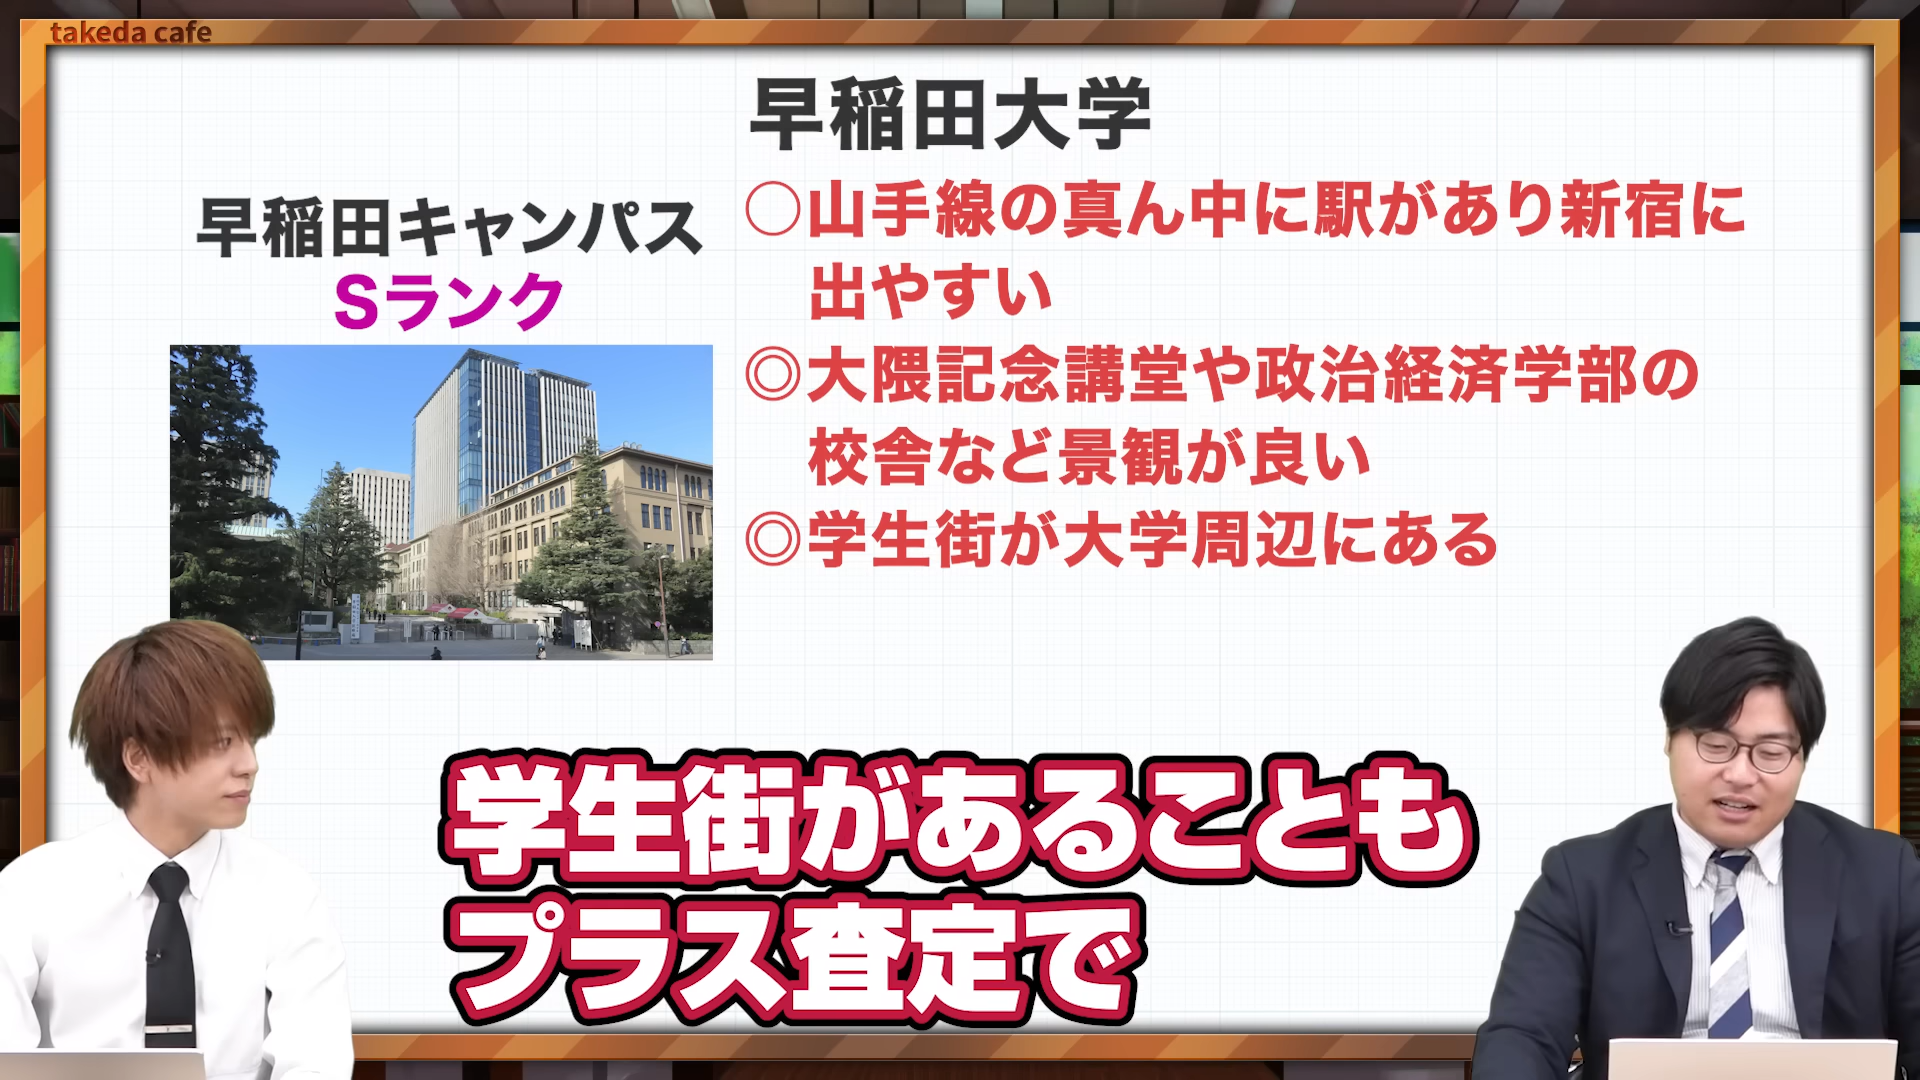 takeda cafe
早稲田大学
早稲田キャンパス
Sランク
○山手線の真ん中に駅があり新宿に
出やすい
◎大隈記念講堂や政治経済学部の
校舎など景観が良い
◎学生街が大学周辺にある
学生街があることも
プラス査定で